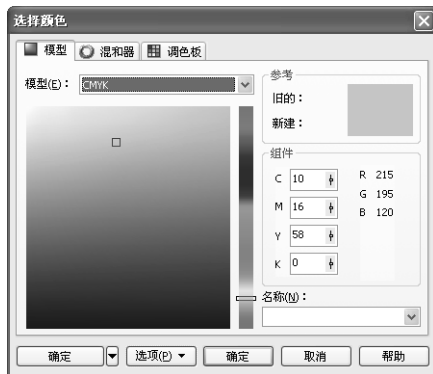 选择颜色
模型 混和器 调色板
模型(E)： CMYK
参考
旧的：
新建：
组件
C 10 R 215
M 16 G 195
Y 58 B 120
K 0
名称(N)：
确定 选项(P) 确定 取消 帮助